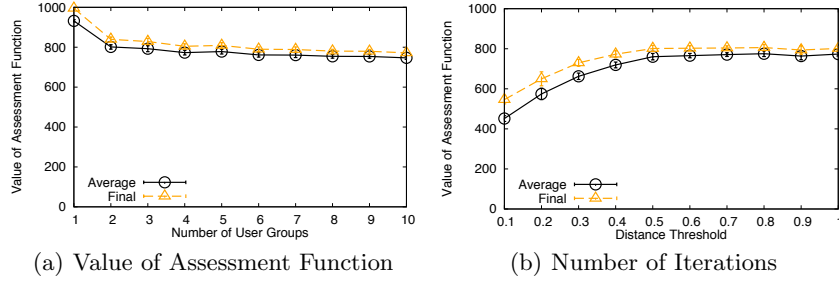 1000
800
600
400
200
0
Value of Assessment Function
Average
Final
1 2 3 4 5 6 7 8 9 10
Number of User Groups
(a) Value of Assessment Function
1000
800
600
400
200
0
Value of Assessment Function
Average
Final
0.1 0.2 0.3 0.4 0.5 0.6 0.7 0.8 0.9 1
Distance Threshold
(b) Number of Iterations